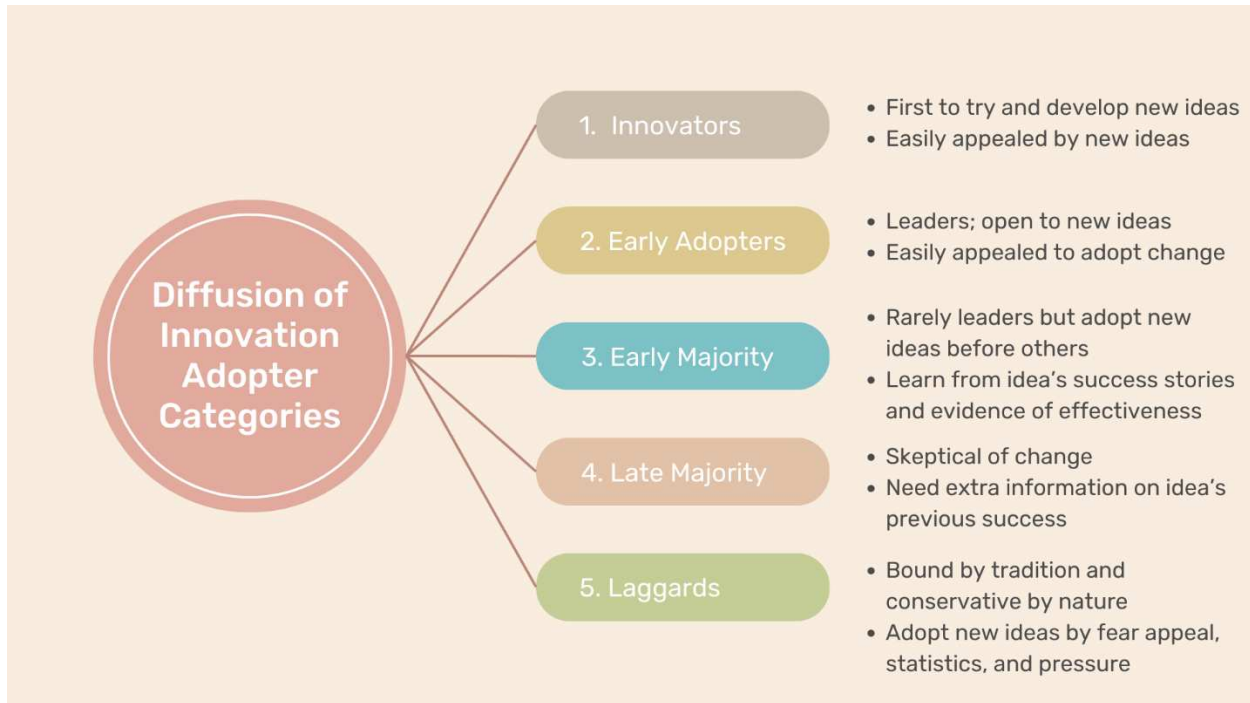 Diffusion of
Innovation
Adopter
Categories
1. Innovators
• First to try and develop new ideas
• Easily appealed by new ideas
2. Early Adopters
• Leaders; open to new ideas
• Easily appealed to adopt change
3. Early Majority
• Rarely leaders but adopt new
ideas before others
• Learn from idea’s success stories
and evidence of effectiveness
4. Late Majority
• Skeptical of change
• Need extra information on idea’s
previous success
5. Laggards
• Bound by tradition and
conservative by nature
• Adopt new ideas by fear appeal,
statistics, and pressure